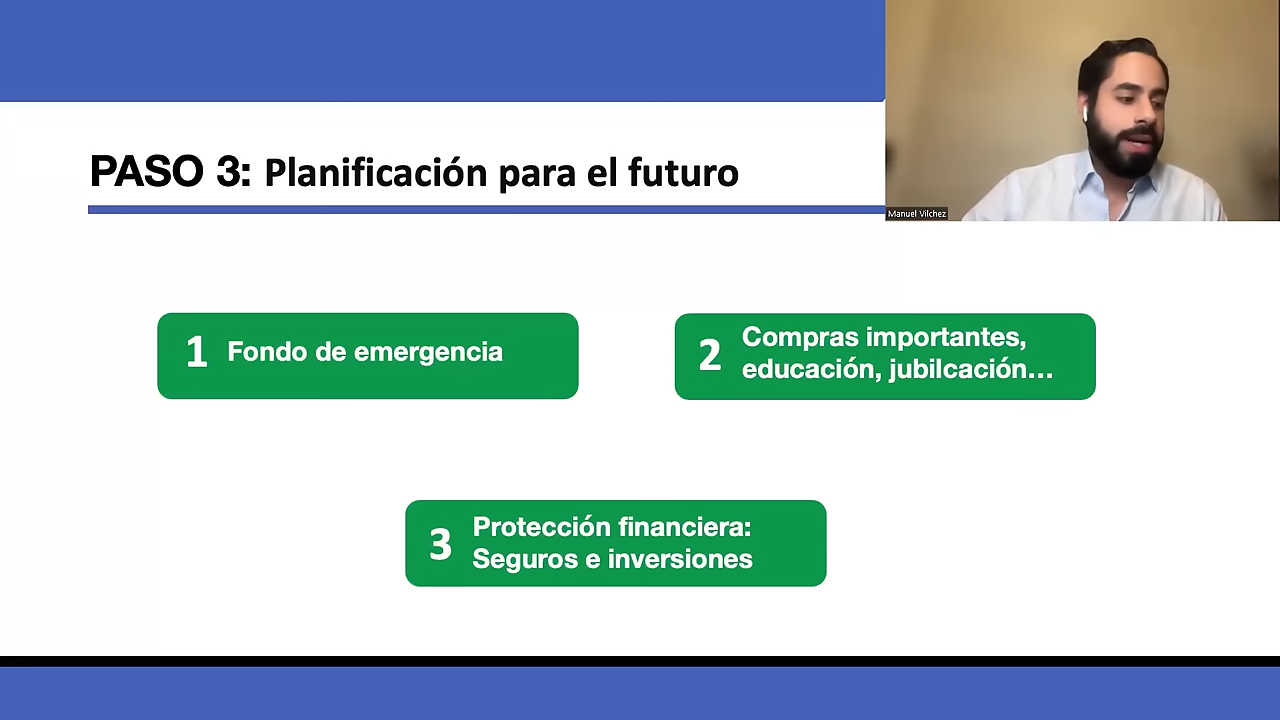 PASO 3: Planificación para el futuro
Manuel Vilchez
1 Fondo de emergencia
2 Compras importantes,
educación, jubilcación...
3 Protección financiera:
Seguros e inversiones